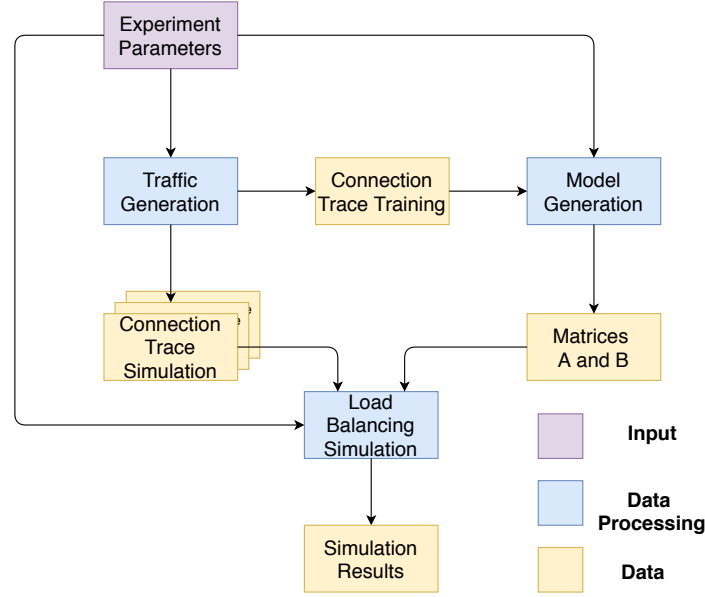 Experiment
Parameters
Traffic
Generation
Connection
Trace Training
Model
Generation
Connection
Trace
Simulation
Matrices
A and B
Load
Balancing
Simulation
Simulation
Results
Input
Data
Processing
Data